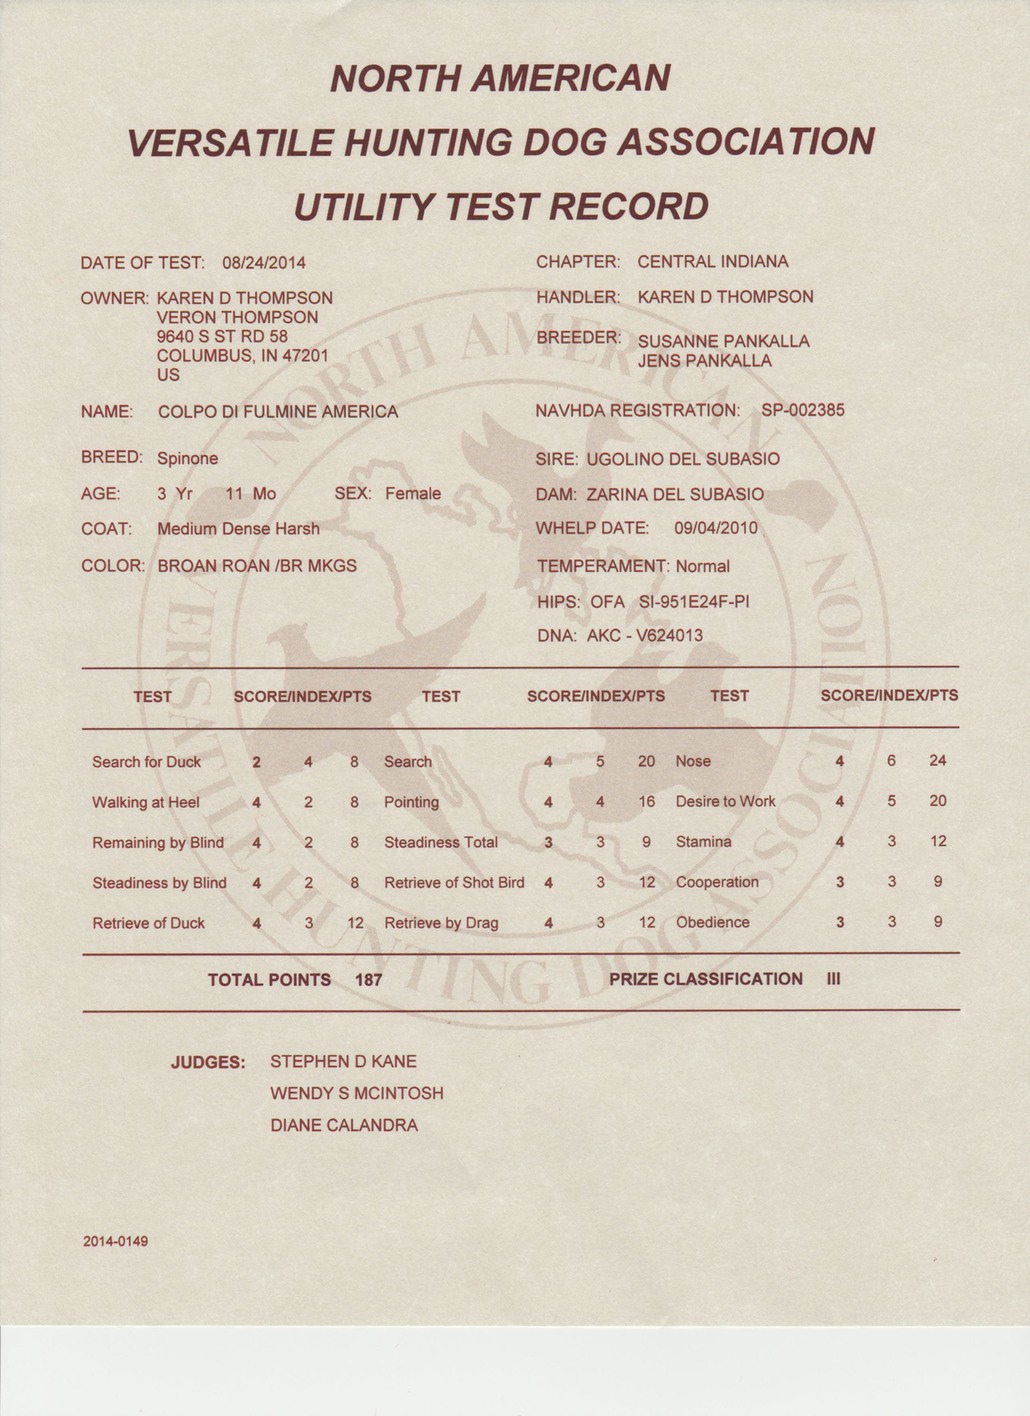 NORTH AMERICAN
VERSATILE HUNTING DOG ASSOCIATION
UTILITY TEST RECORD
DATE OF TEST: 08/24/2014 CHAPTER: CENTRAL INDIANA
OWNER: KAREN D THOMPSON HANDLER: KAREN D THOMPSON
VERON THOMPSON
9640 S ST RD 58 BREEDER: SUSANNE PANKALLA
COLUMBUS, IN 47201 JENS PANKALLA
US
NAME: COLPO DI FULMINE AMERICA NAVHDA REGISTRATION: SP-002385
BREED: Spinone SIRE: UGOLINO DEL SUBASIO
AGE: 3 Yr 11 Mo SEX: Female DAM: ZARINA DEL SUBASIO
COAT: Medium Dense Harsh WHELP DATE: 09/04/2010
COLOR: BROAN ROAN /BR MKGS TEMPERAMENT: Normal
HIPS: OFA SI-951E24F-PI
DNA: AKC - V624013
TEST SCORE/INDEX/PTS TEST SCORE/INDEX/PTS TEST SCORE/INDEX/PTS
Search for Duck 2 4 8 Search 4 5 20 Nose 4 6 24
Walking at Heel 4 2 8 Pointing 4 4 16 Desire to Work 4 5 20
Remaining by Blind 4 2 8 Steadiness Total 3 3 9 Stamina 4 3 12
Steadiness by Blind 4 2 8 Retrieve of Shot Bird 4 3 12 Cooperation 3 3 9
Retrieve of Duck 4 3 12 Retrieve by Drag 4 3 12 Obedience 3 3 9
TOTAL POINTS 187 PRIZE CLASSIFICATION III
JUDGES: STEPHEN D KANE
WENDY S MCINTOSH
DIANE CALANDRA
2014-0149
NORTH AMERICAN
VERSATILE HUNTING DOG ASSOCIATION